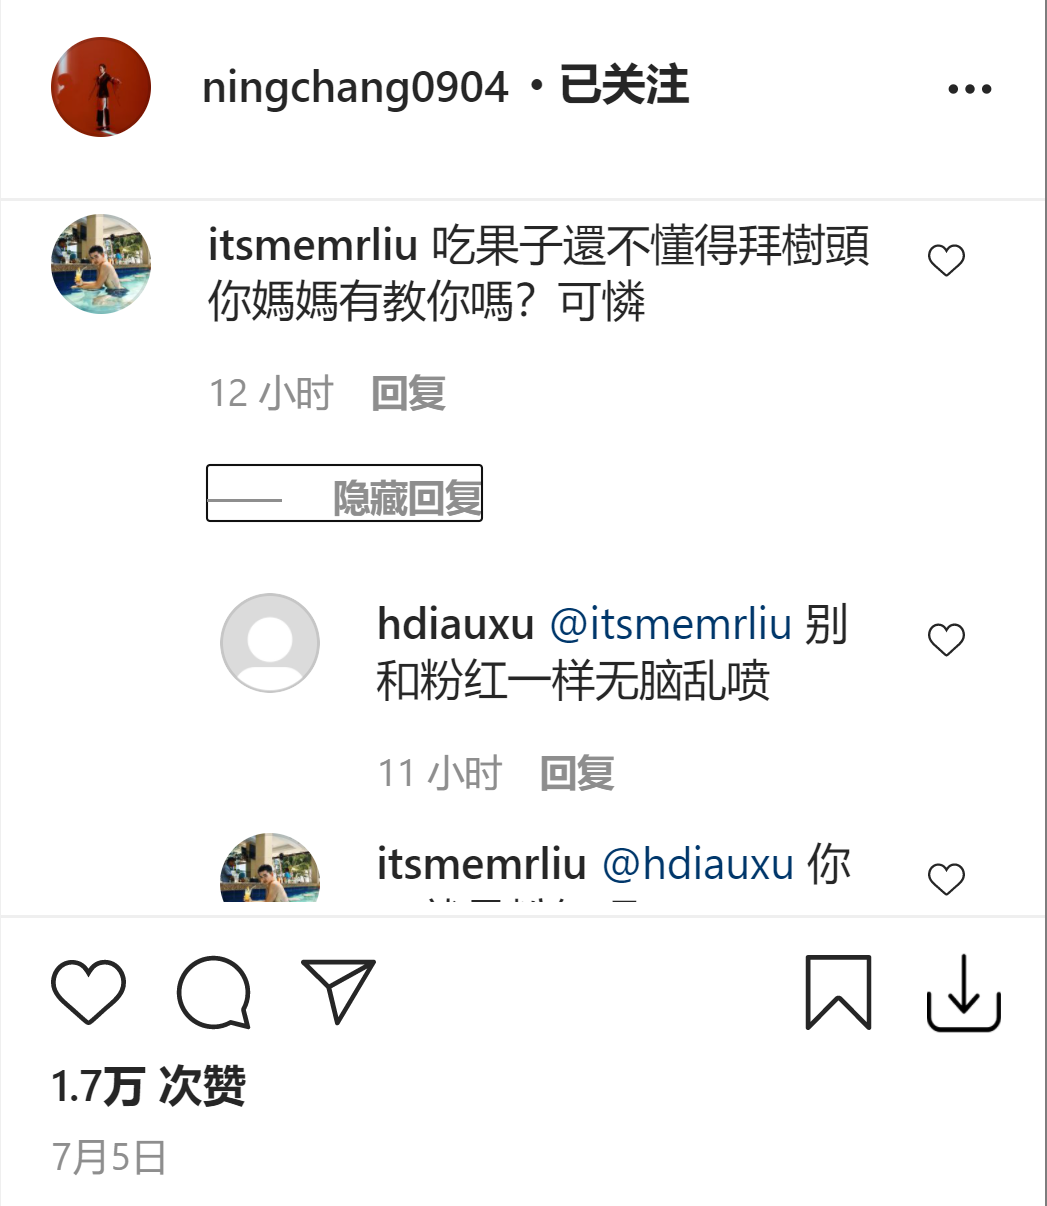 ningchang0904 • 已关注
itsmemrliu 吃果子還不懂得拜樹頭
你媽媽有教你嗎？可憐
12 小时 回复
隐藏回复
hdiauxu @itsmemrliu 别
和粉红一样无脑乱喷
11 小时 回复
itsmemrliu @hdiauxu 你
1.7万 次赞
7月5日